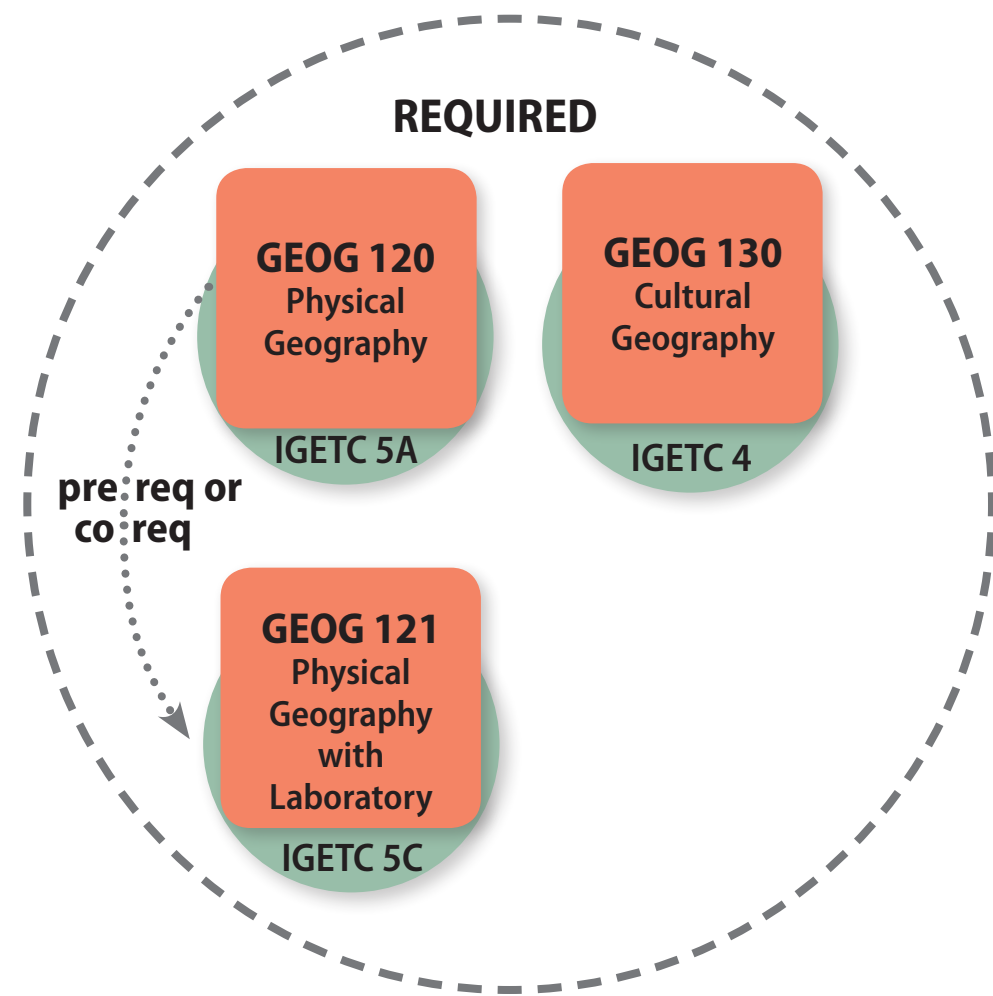 REQUIRED
GEOG 120
Physical
Geography
IGETC 5A
GEOG 130
Cultural
Geography
IGETC 4
pre req or
co req
GEOG 121
Physical
Geography
with
Laboratory
IGETC 5C